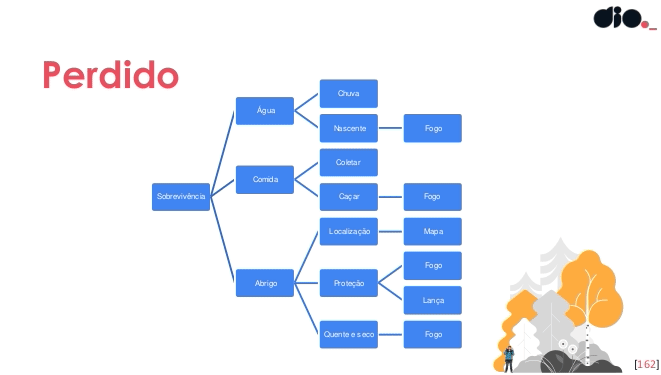 dio._
Perdido
Chuva
Água
Nascente
Fogo
Coletar
Comida
Caçar
Fogo
Sobrevivência
Localização
Mapa
Fogo
Abrigo
Proteção
Lança
Quente e seco
Fogo
[162]